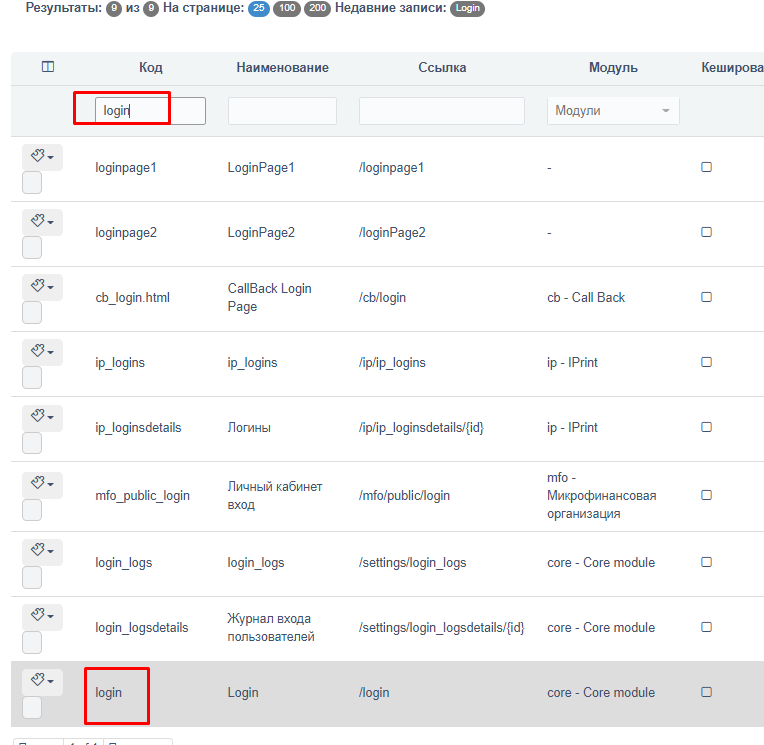 Результаты: 9 из 9 На странице: 25 100 200 Недавние записи: Login
Код Наименование Ссылка Модуль Кеширова
login Модули
loginpage1 LoginPage1 /loginpage1 -
loginpage2 LoginPage2 /loginPage2 -
cb_login.html CallBack Login Page /cb/login cb - Call Back
ip_logins ip_logins /ip/ip_logins ip - IPrint
ip_loginsdetails Логины /ip/ip_loginsdetails/{id} ip - IPrint
mfo_public_login Личный кабинет вход /mfo/public/login mfo - Микрофинансовая организация
login_logs login_logs /settings/login_logs core - Core module
login_logsdetails Журнал входа пользователей /settings/login_logsdetails/{id} core - Core module
login Login /login core - Core module